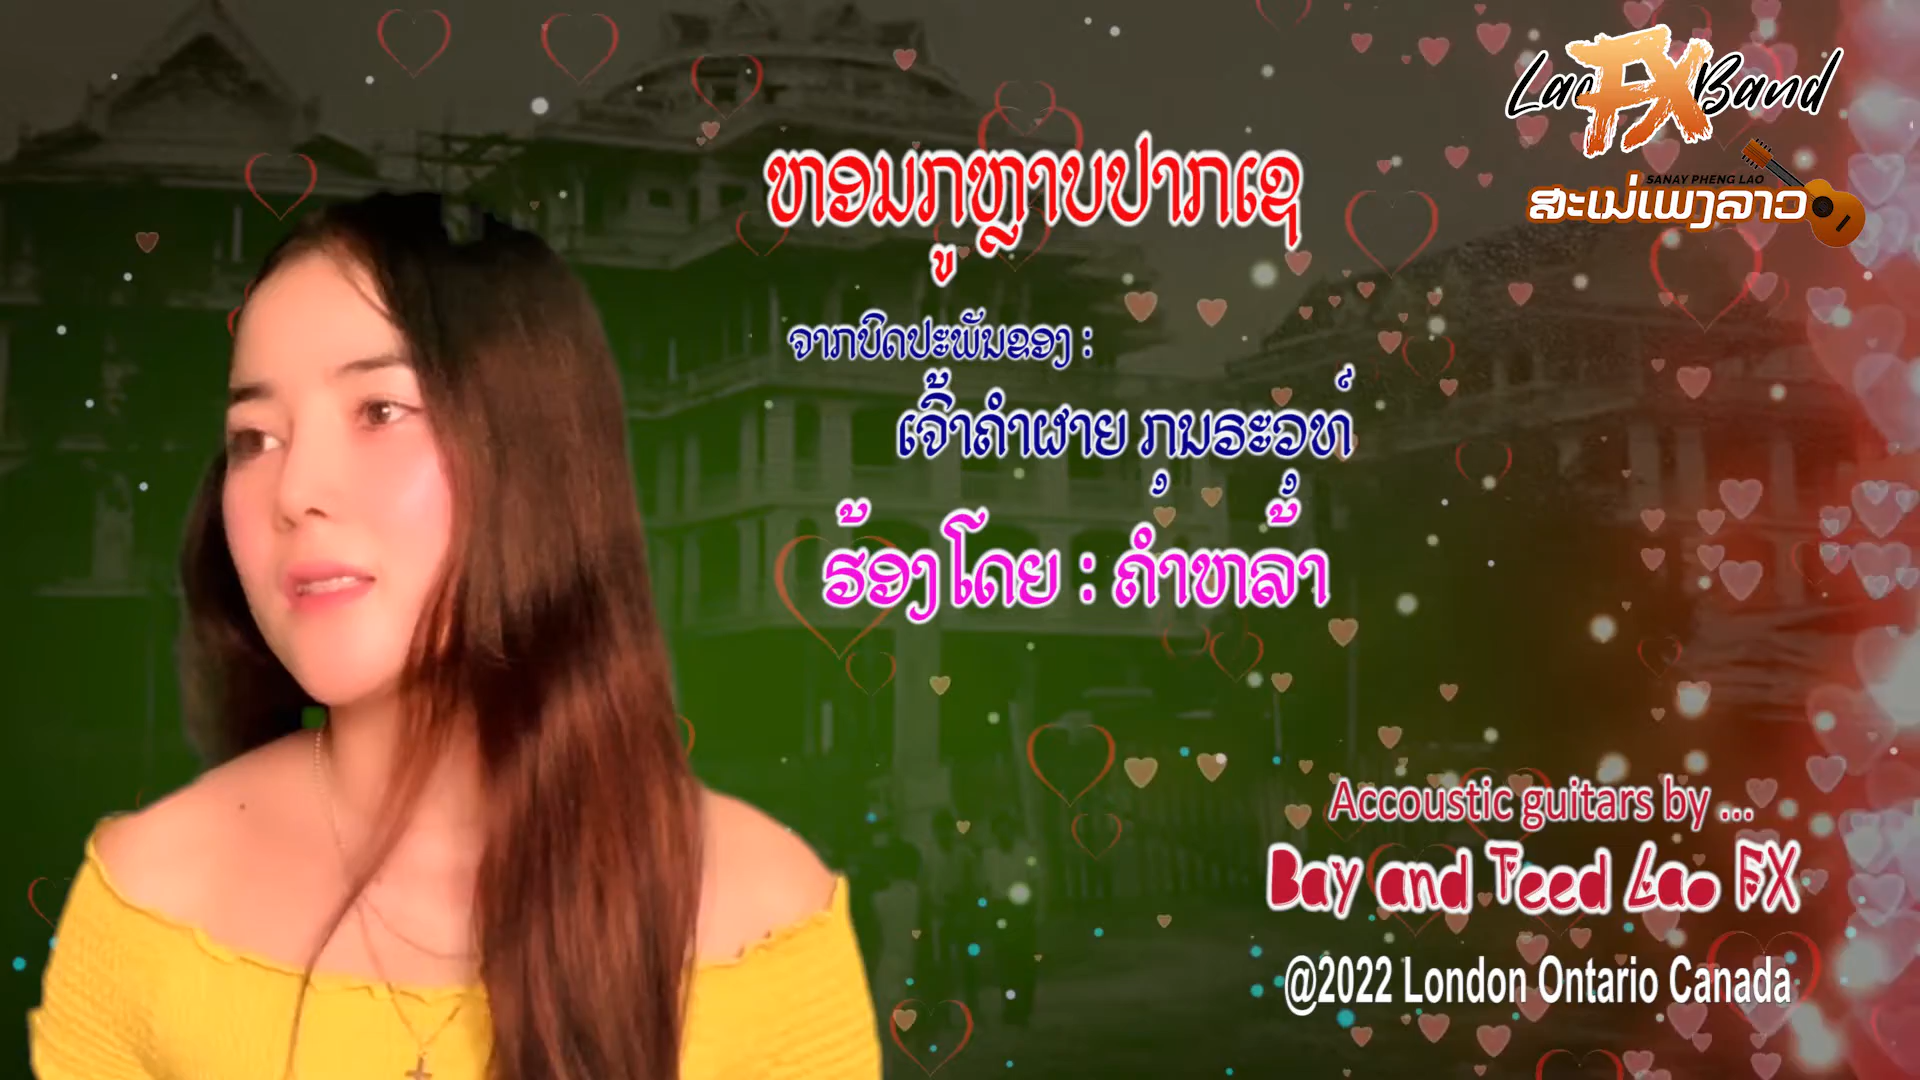 Lao FX Band
SANAY PHENG LAO
ສະເໜ່ເພງລາວ
ຫອມກູຫຼາບປາກເຊ
ຈາກບົດປະພັນຂອງ :
ເຈົ້າຄຳຜາຍ ກຸນຣະວຸທ໌
ຮ້ອງໂດຍ : ຄຳຫລ້າ
Accoustic guitars by ...
Bay and Teed Lao FX
@2022 London Ontario Canada